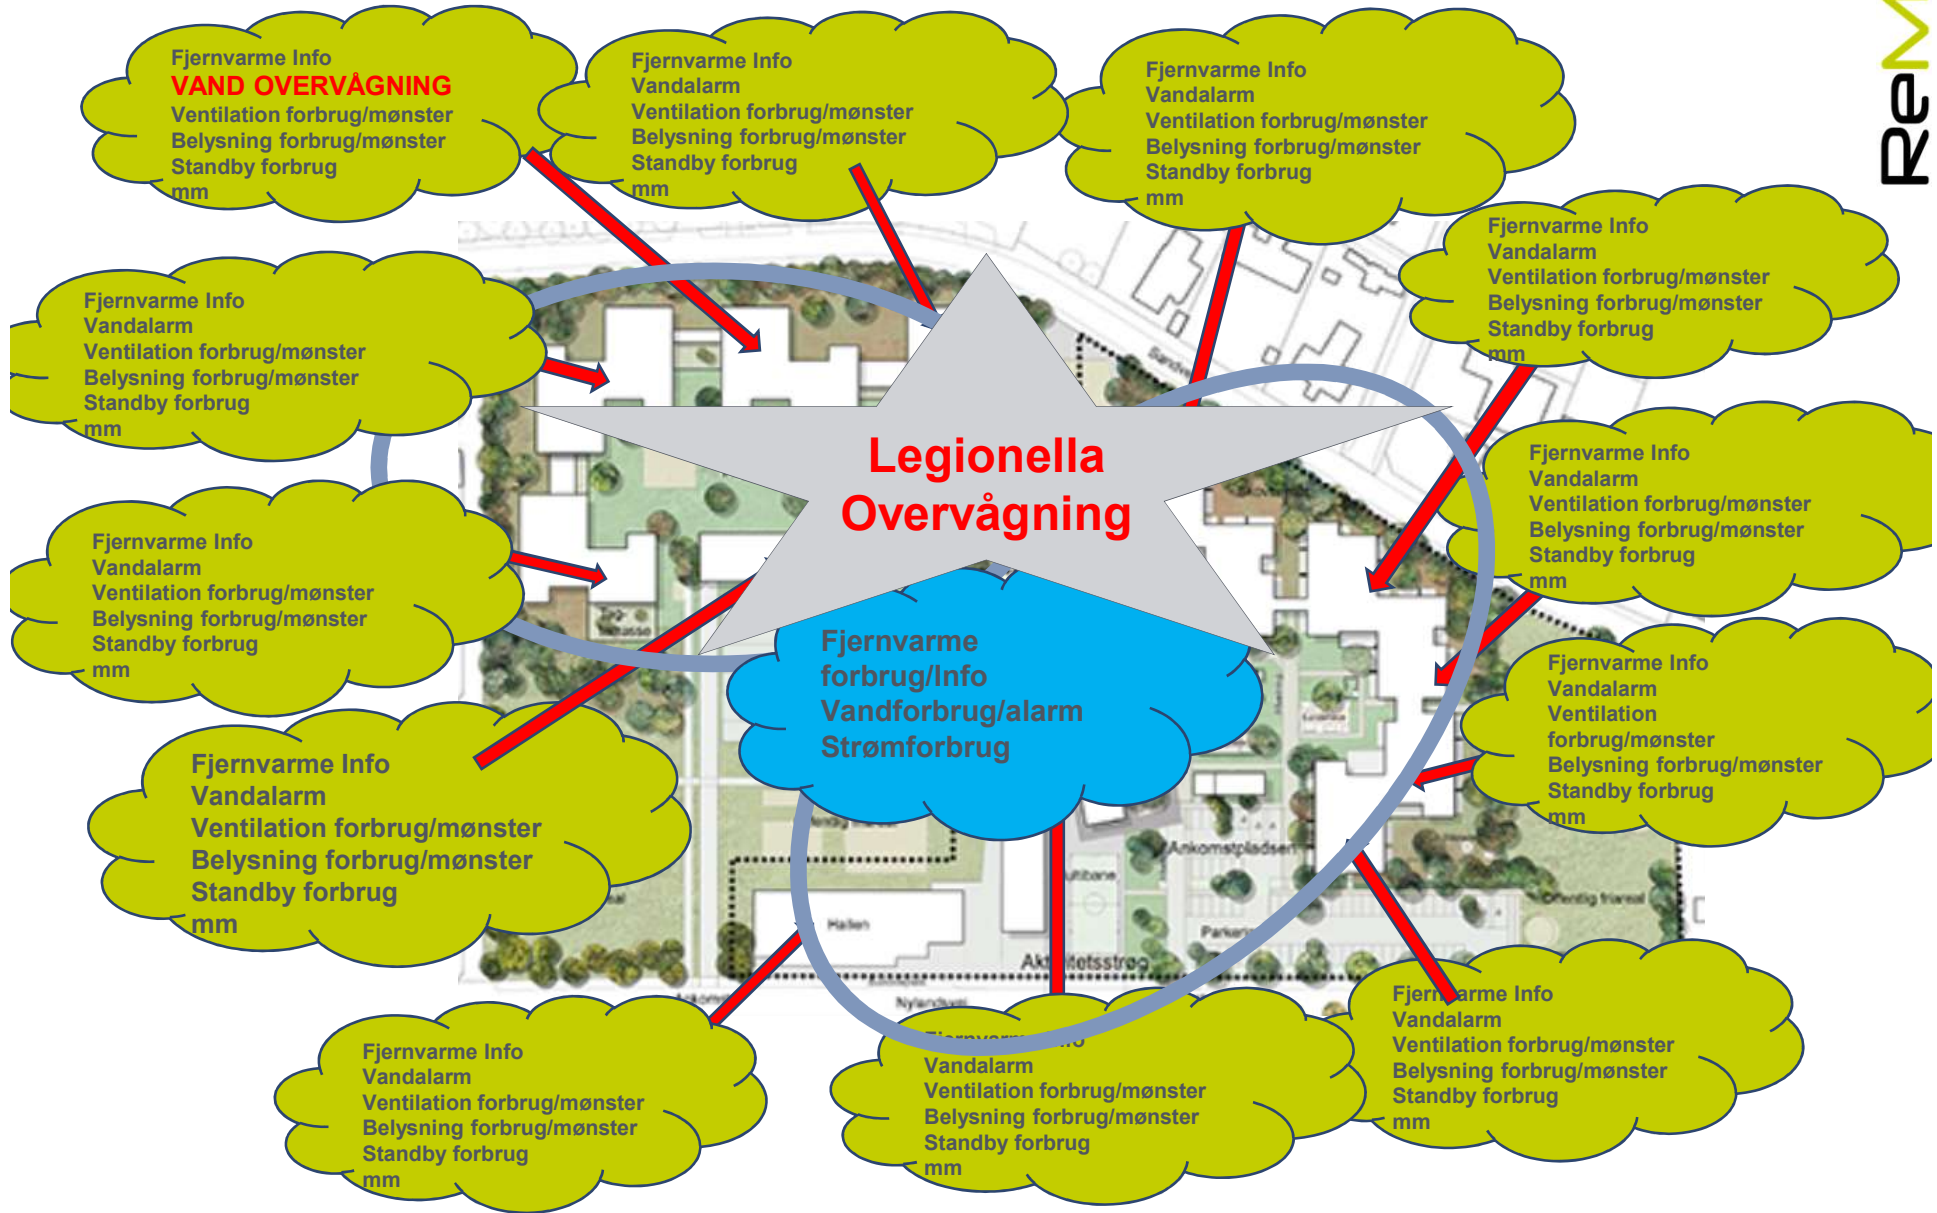 Fjernvarme Info
VAND OVERVÅGNING
Ventilation forbrug/mønster
Belysning forbrug/mønster
Standby forbrug
mm
Fjernvarme Info
Vandalarm
Ventilation forbrug/mønster
Belysning forbrug/mønster
Standby forbrug
mm
Fjernvarme Info
Vandalarm
Ventilation forbrug/mønster
Belysning forbrug/mønster
Standby forbrug
mm
Fjernvarme Info
Vandalarm
Ventilation forbrug/mønster
Belysning forbrug/mønster
Standby forbrug
mm
Fjernvarme Info
Vandalarm
Ventilation forbrug/mønster
Belysning forbrug/mønster
Standby forbrug
mm
Legionella
Overvågning
Fjernvarme Info
Vandalarm
Ventilation forbrug/mønster
Belysning forbrug/mønster
Standby forbrug
mm
Fjernvarme Info
Vandalarm
Ventilation forbrug/mønster
Belysning forbrug/mønster
Standby forbrug
mm
Fjernvarme
forbrug/Info
Vandforbrug/alarm
Strømforbrug
Fjernvarme Info
Vandalarm
Ventilation
forbrug/mønster
Belysning forbrug/mønster
Standby forbrug
mm
Fjernvarme Info
Vandalarm
Ventilation forbrug/mønster
Belysning forbrug/mønster
Standby forbrug
mm
Ankomstpladsen
Hallen
Offentlig friareal
Aktivitetsstrøg
Nylandsvej
Fjernvarme Info
Vandalarm
Ventilation forbrug/mønster
Belysning forbrug/mønster
Standby forbrug
mm
Fjernvarme Info
Vandalarm
Ventilation forbrug/mønster
Belysning forbrug/mønster
Standby forbrug
mm
Fjernvarme Info
Vandalarm
Ventilation forbrug/mønster
Belysning forbrug/mønster
Standby forbrug
mm